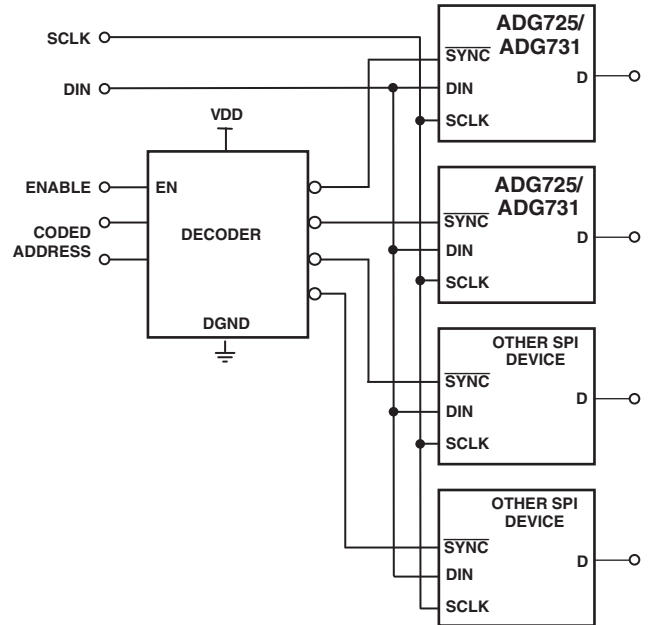 SCLK
DIN
VDD
ENABLE
EN
CODED
ADDRESS
DECODER
DGND
ADG725/
ADG731
SYNC
DIN
SCLK
D
ADG725/
ADG731
SYNC
DIN
SCLK
D
OTHER SPI
DEVICE
SYNC
DIN
SCLK
D
OTHER SPI
DEVICE
SYNC
DIN
SCLK
D